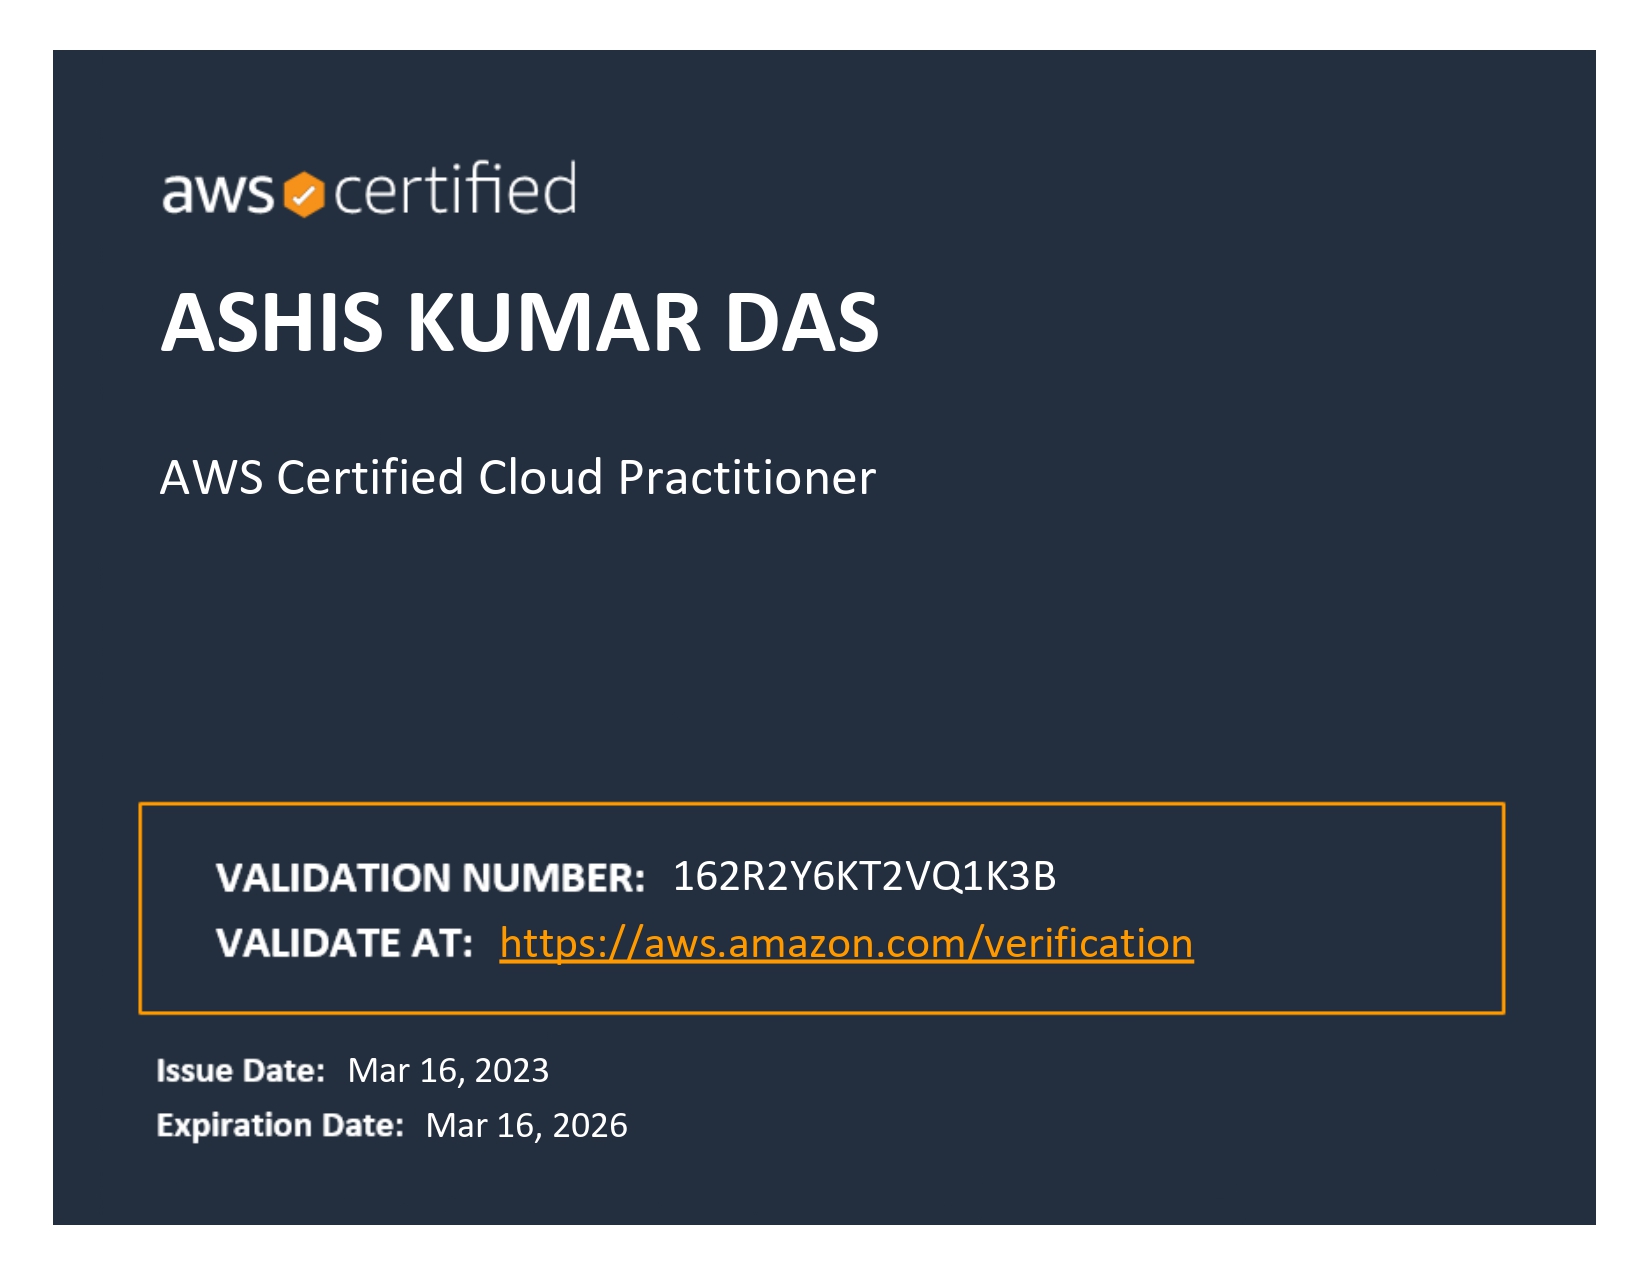 aws certified
ASHIS KUMAR DAS
AWS Certified Cloud Practitioner
VALIDATION NUMBER: 162R2Y6KT2VQ1K3B
VALIDATE AT: https://aws.amazon.com/verification
Issue Date: Mar 16, 2023
Expiration Date: Mar 16, 2026